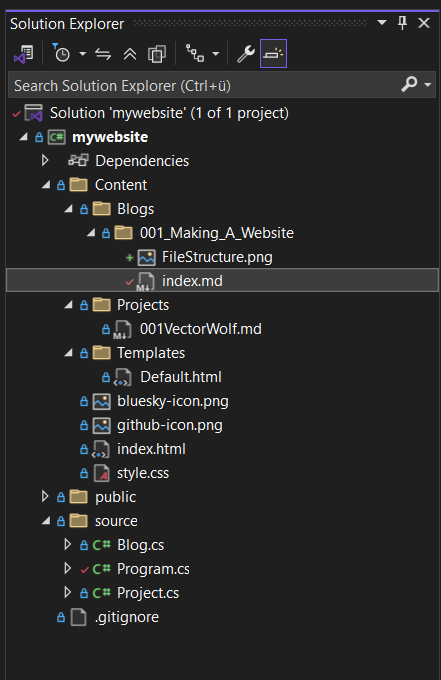 Solution Explorer
Search Solution Explorer (Ctrl+ü)
Solution 'mywebsite' (1 of 1 project)
C# mywebsite
Dependencies
Content
Blogs
001_Making_A_Website
FileStructure.png
M↓ index.md
Projects
M↓ 001VectorWolf.md
Templates
Default.html
bluesky-icon.png
github-icon.png
index.html
style.css
public
source
C# Blog.cs
C# Program.cs
C# Project.cs
.gitignore